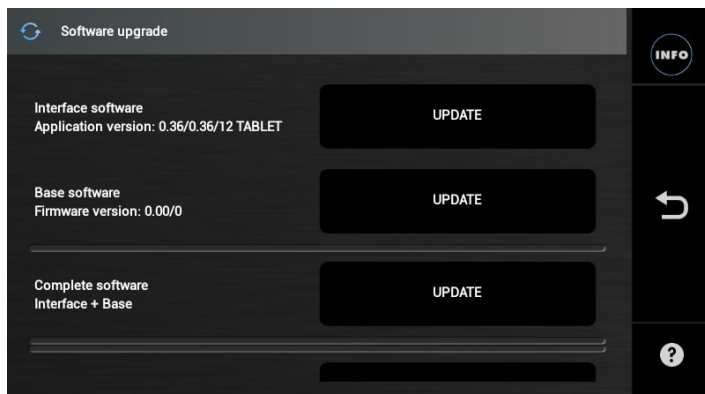 Software upgrade
INFO
Interface software
Application version: 0.36/0.36/12 TABLET
UPDATE
Base software
Firmware version: 0.00/0
UPDATE
Complete software
Interface + Base
UPDATE
?